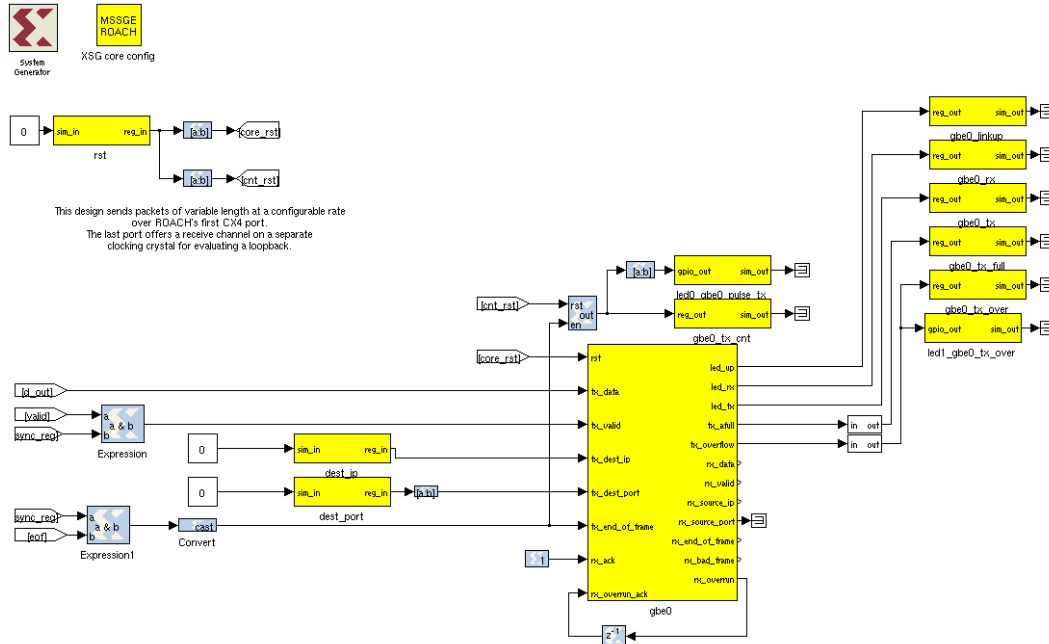 MSSGE
ROACH
System
Generator
XSG core config
0
sim_in
reg_in
rst
[a:b]
[core_rst]
[a:b]
[cnt_rst]
This design sends packets of variable length at a configurable rate
over ROACH's first CX4 port.
The last port offers a receive channel on a separate
clocking crystal for evaluating a loopback.
reg_out
sim_out
gbe0_linkup
reg_out
sim_out
gbe0_rx
reg_out
sim_out
gbe0_tx
reg_out
sim_out
gbe0_tx_full
reg_out
sim_out
gbe0_tx_over
gpio_out
sim_out
led1_gbe0_tx_over
[a:b]
gpio_out
sim_out
led0_gbe0_pulse_tx
[cnt_rst]
rst
en
out
reg_out
sim_out
gbe0_tx_cnt
[core_rst]
rst
tx_data
tx_valid
tx_dest_ip
tx_dest_port
tx_end_of_frame
rx_ack
rx_overrun_ack
led_up
led_rx
led_tx
tx_afull
tx_overflow
rx_data
rx_valid
rx_source_ip
rx_source_port
rx_end_of_frame
rx_bad_frame
rx_overrun
gbe0
in out
in out
[d_out]
[valid]
sync_reg]
a
b
a & b
Expression
0
sim_in
reg_in
dest_ip
0
sim_in
reg_in
dest_port
[a:b]
sync_reg]
[eof]
a
b
a & b
Expression1
cast
Convert
1
z-1